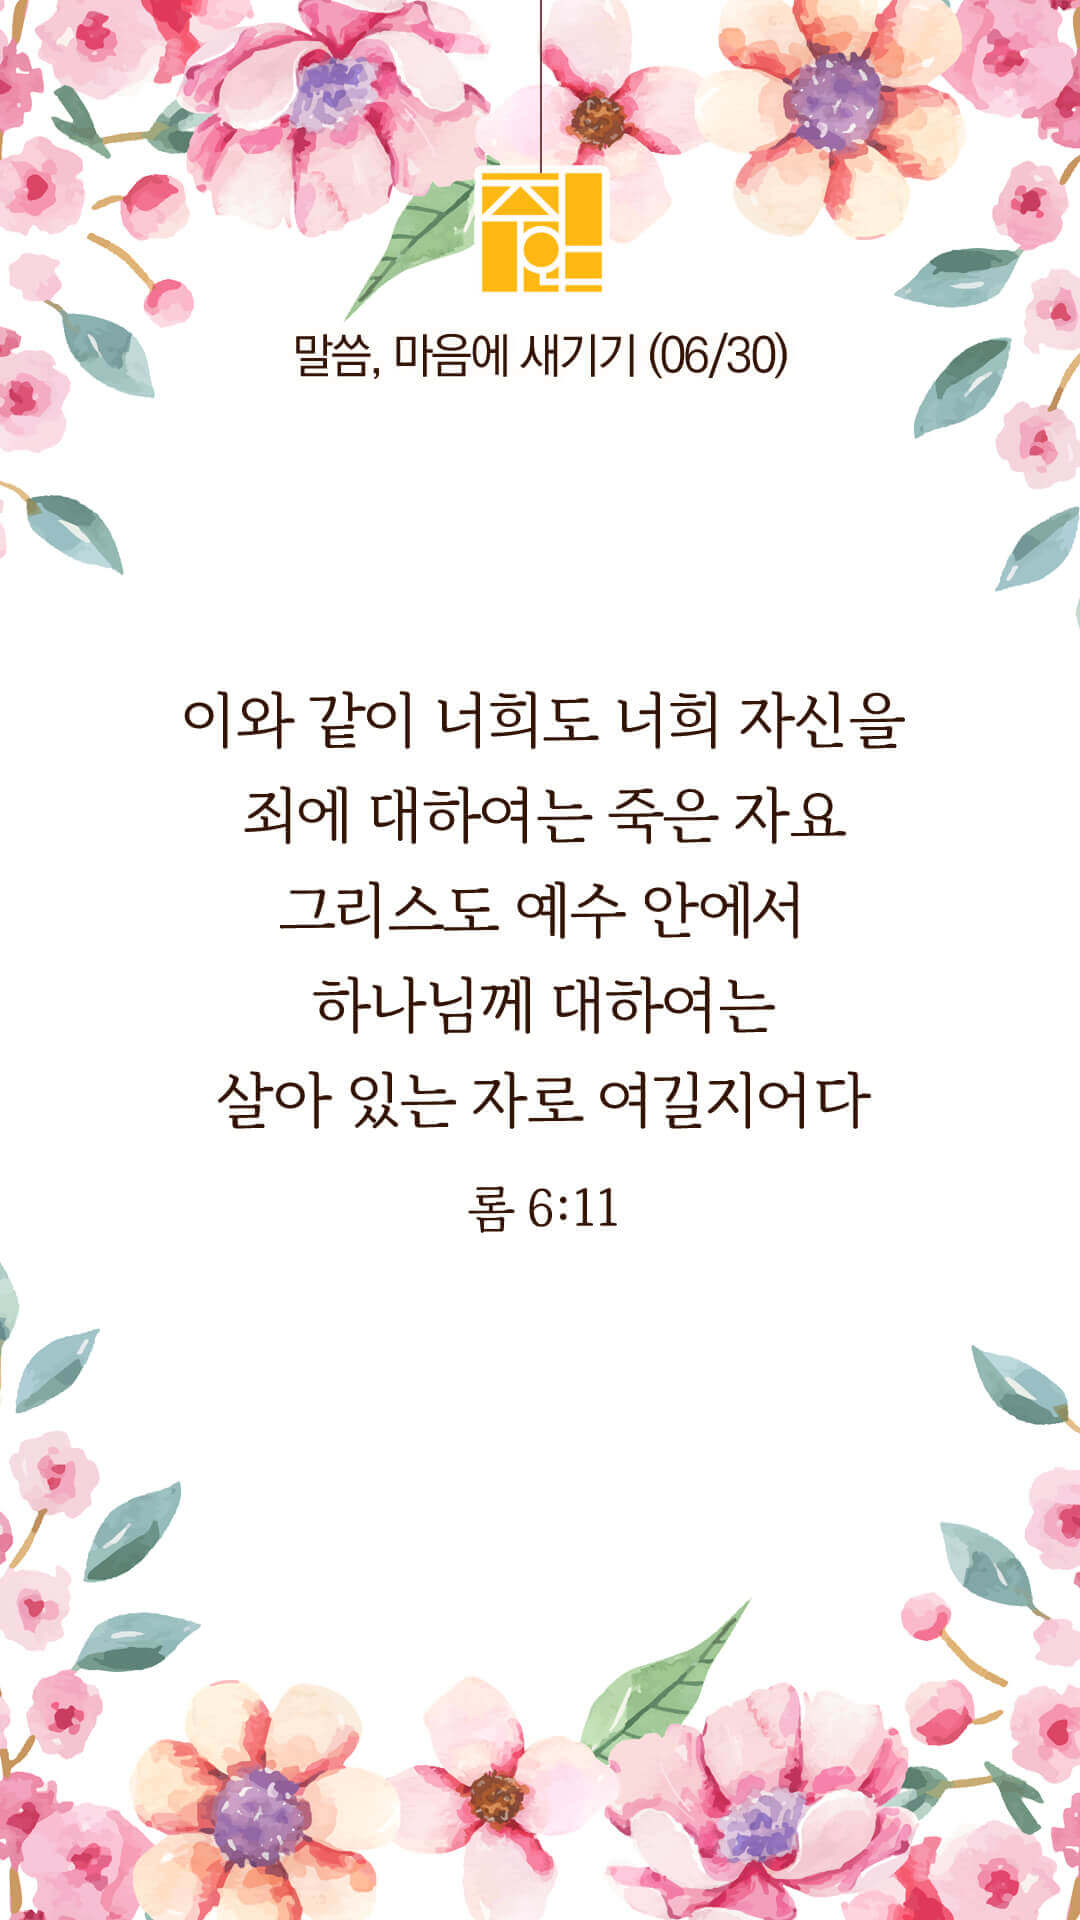 주인
말씀, 마음에 새기기 (06/30)
이와 같이 너희도 너희 자신을
죄에 대하여는 죽은 자요
그리스도 예수 안에서
하나님께 대하여는
살아 있는 자로 여길지어다
롬 6:11